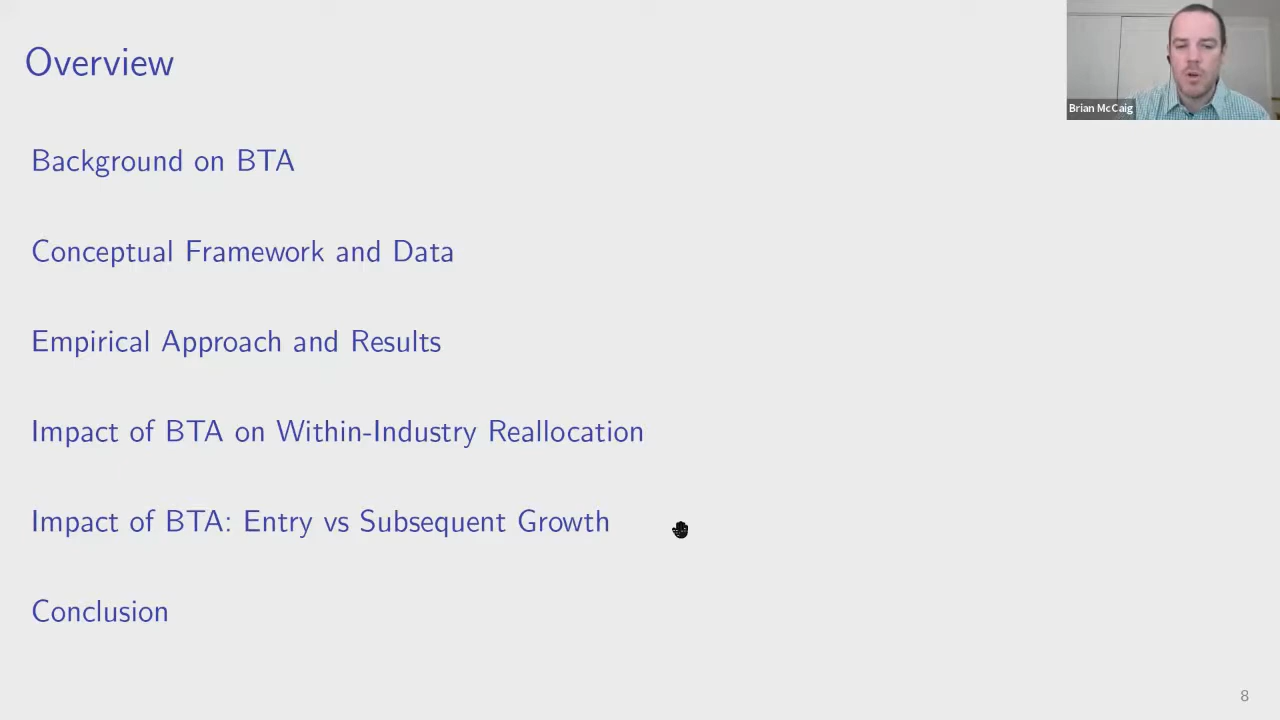 Overview
Brian McCaig
Background on BTA
Conceptual Framework and Data
Empirical Approach and Results
Impact of BTA on Within-Industry Reallocation
Impact of BTA: Entry vs Subsequent Growth
Conclusion
8